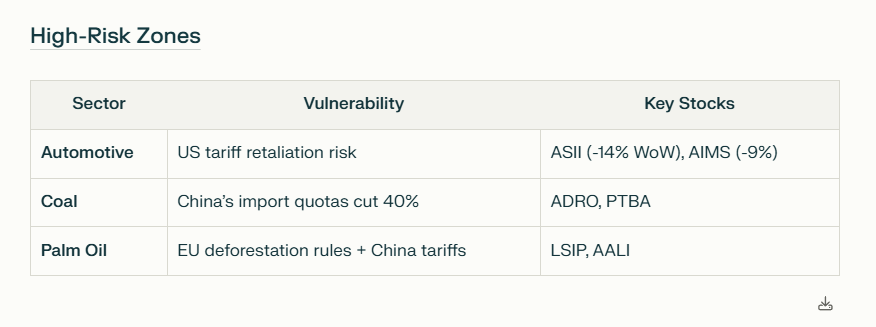 High-Risk Zones
Sector Vulnerability Key Stocks
Automotive US tariff retaliation risk ASII (-14% WoW), AIMS (-9%)
Coal China's import quotas cut 40% ADRO, PTBA
Palm Oil EU deforestation rules + China tariffs LSIP, AALI